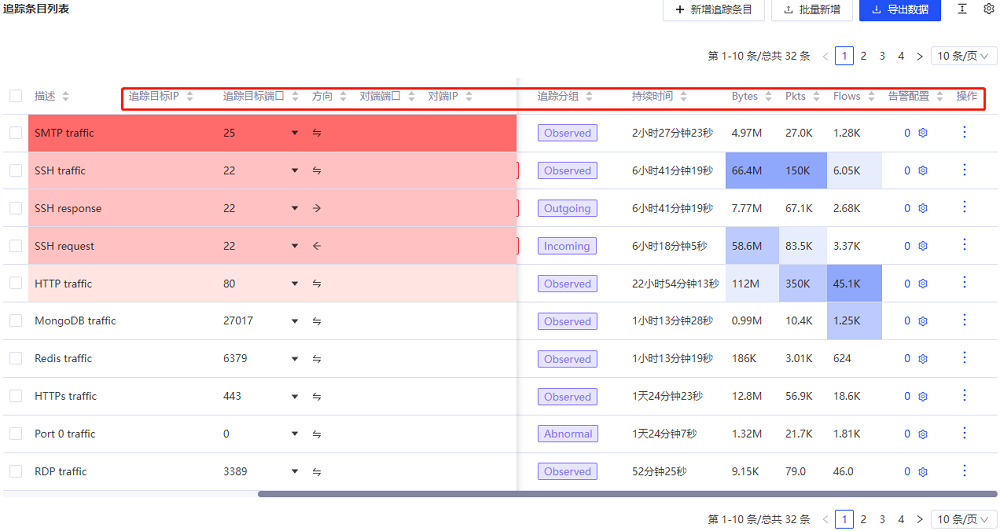 追踪条目列表
新增追踪条目 批量新增 导出数据
第 1-10 条/总共 32 条 1 2 3 4 10 条/页
描述 追踪目标IP 追踪目标端口 方向 对端端口 对端IP 追踪分组 持续时间 Bytes Pkts Flows 告警配置 操作
SMTP traffic 25 Observed 2小时27分钟23秒 4.97M 27.0K 1.28K 0
SSH traffic 22 Observed 6小时41分钟19秒 66.4M 150K 6.05K 0
SSH response 22 Outgoing 6小时41分钟19秒 7.77M 67.1K 2.68K 0
SSH request 22 Incoming 6小时18分钟5秒 58.6M 83.5K 3.37K 0
HTTP traffic 80 Observed 22小时54分钟13秒 112M 350K 45.1K 0
MongoDB traffic 27017 Observed 1小时13分钟28秒 0.99M 10.4K 1.25K 0
Redis traffic 6379 Observed 1小时13分钟19秒 186K 3.01K 624 0
HTTPs traffic 443 Observed 1天24分钟23秒 12.8M 56.9K 18.6K 0
Port 0 traffic 0 Abnormal 1天24分钟7秒 1.32M 21.7K 1.81K 0
RDP traffic 3389 Observed 52分钟25秒 9.15K 79.0 46.0 0
第 1-10 条/总共 32 条 1 2 3 4 10 条/页